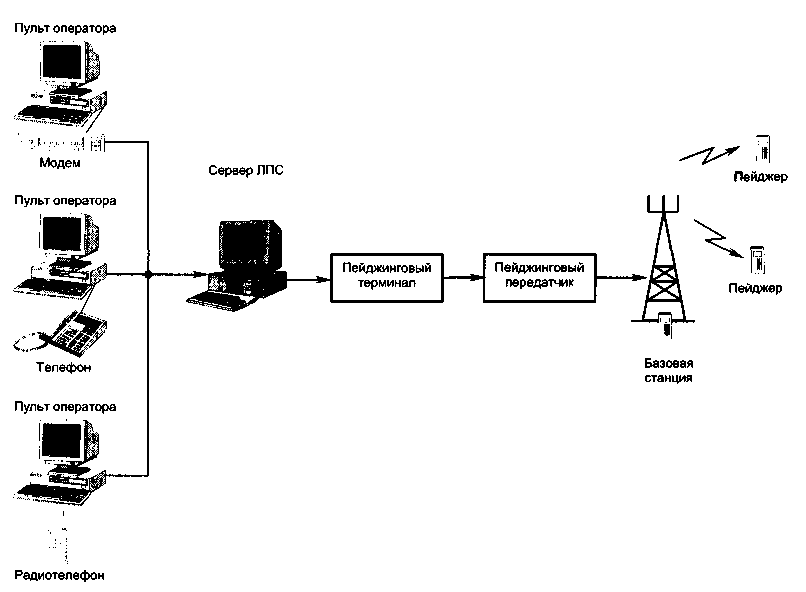 Пульт оператора
Модем
Пульт оператора
Телефон
Пульт оператора
Радиотелефон
Сервер ЛПС
Пейджинговый
терминал
Пейджинговый
передатчик
Базовая
станция
Пейджер
Пейджер